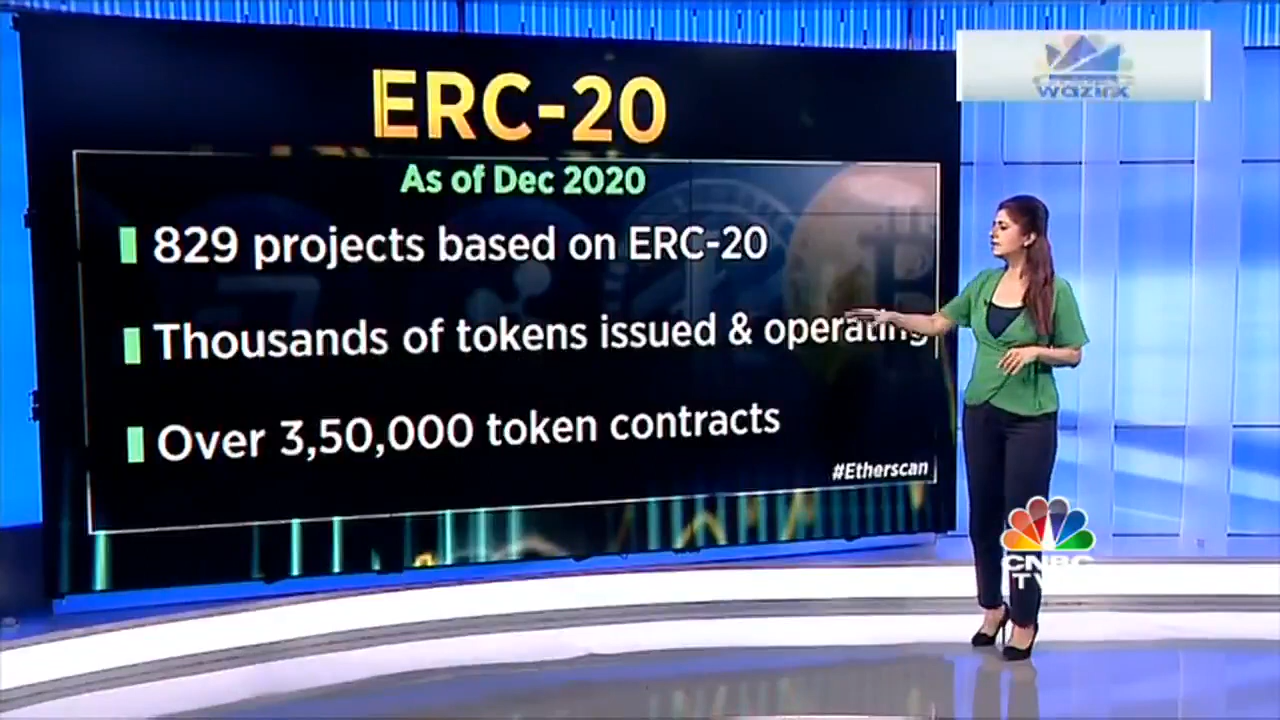 ERC-20
As of Dec 2020
829 projects based on ERC-20
Thousands of tokens issued & operating
Over 3,50,000 token contracts
#Etherscan
wazirx
CNBC
TV